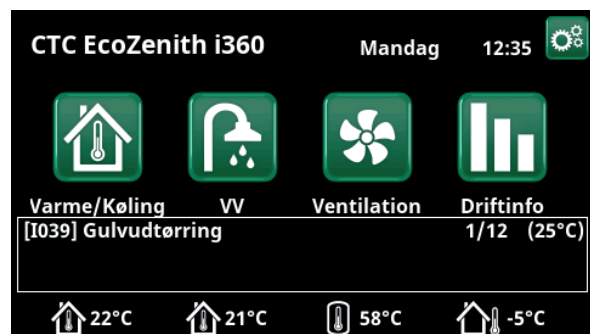 CTC EcoZenith i360 Mandag 12:35
Varme/Køling VV Ventilation Driftinfo
[I039] Gulvudtørring 1/12 (25°C)
22°C 21°C 58°C -5°C